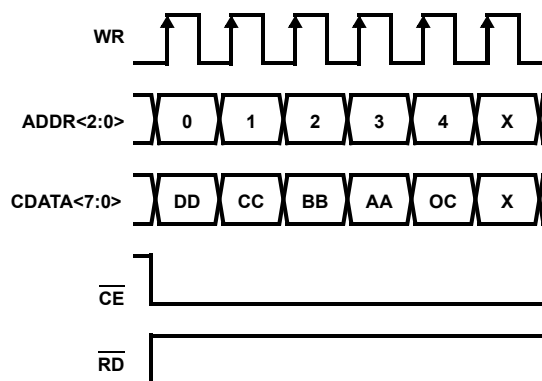 WR
ADDR<2:0> 0 1 2 3 4 X
CDATA<7:0> DD CC BB AA OC X
CE
RD